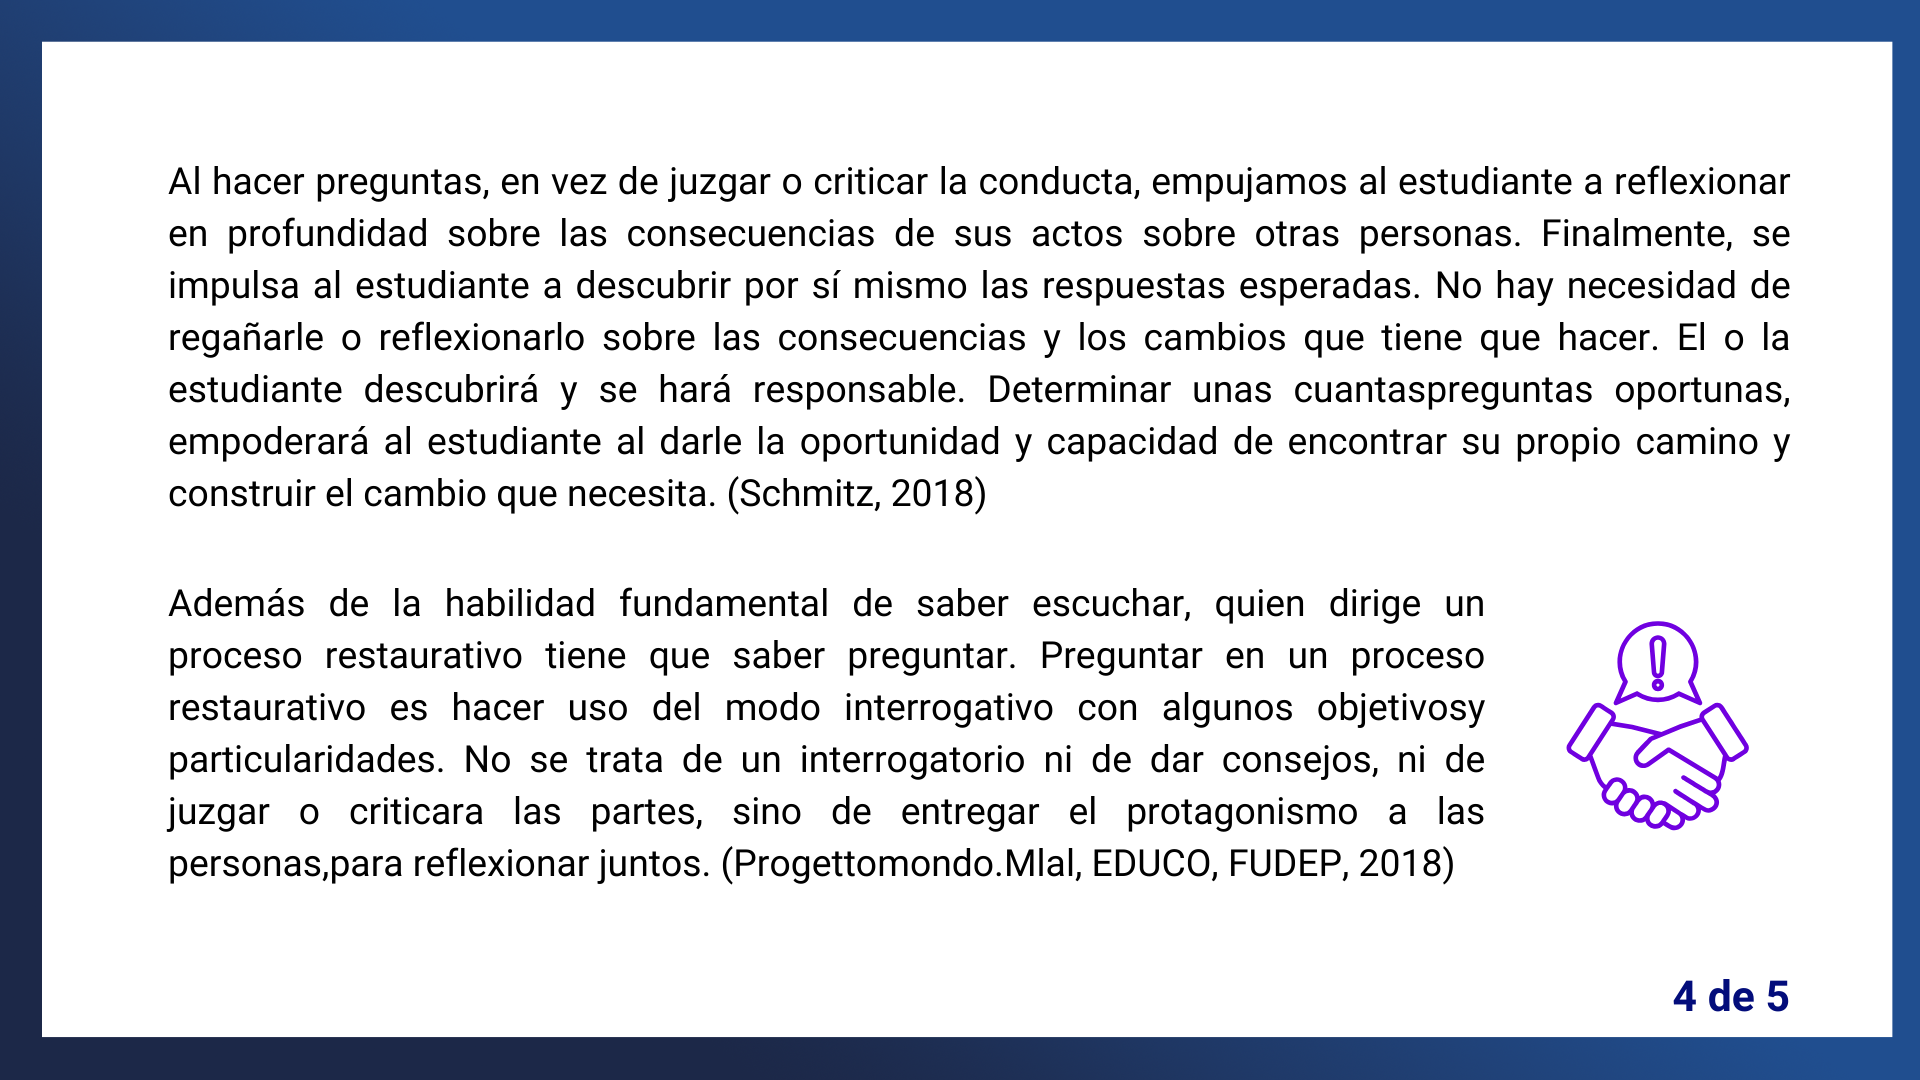 Al hacer preguntas, en vez de juzgar o criticar la conducta, empujamos al estudiante a reflexionar
en profundidad sobre las consecuencias de sus actos sobre otras personas. Finalmente, se
impulsa al estudiante a descubrir por sí mismo las respuestas esperadas. No hay necesidad de
regañarle o reflexionarlo sobre las consecuencias y los cambios que tiene que hacer. El o la
estudiante descubrirá y se hará responsable. Determinar unas cuantaspreguntas oportunas,
empoderará al estudiante al darle la oportunidad y capacidad de encontrar su propio camino y
construir el cambio que necesita. (Schmitz, 2018)
Además de la habilidad fundamental de saber escuchar, quien dirige un
proceso restaurativo tiene que saber preguntar. Preguntar en un proceso
restaurativo es hacer uso del modo interrogativo con algunos objetivosy
particularidades. No se trata de un interrogatorio ni de dar consejos, ni de
juzgar o criticara las partes, sino de entregar el protagonismo a las
personas,para reflexionar juntos. (Progettomondo.Mlal, EDUCO, FUDEP, 2018)
4 de 5